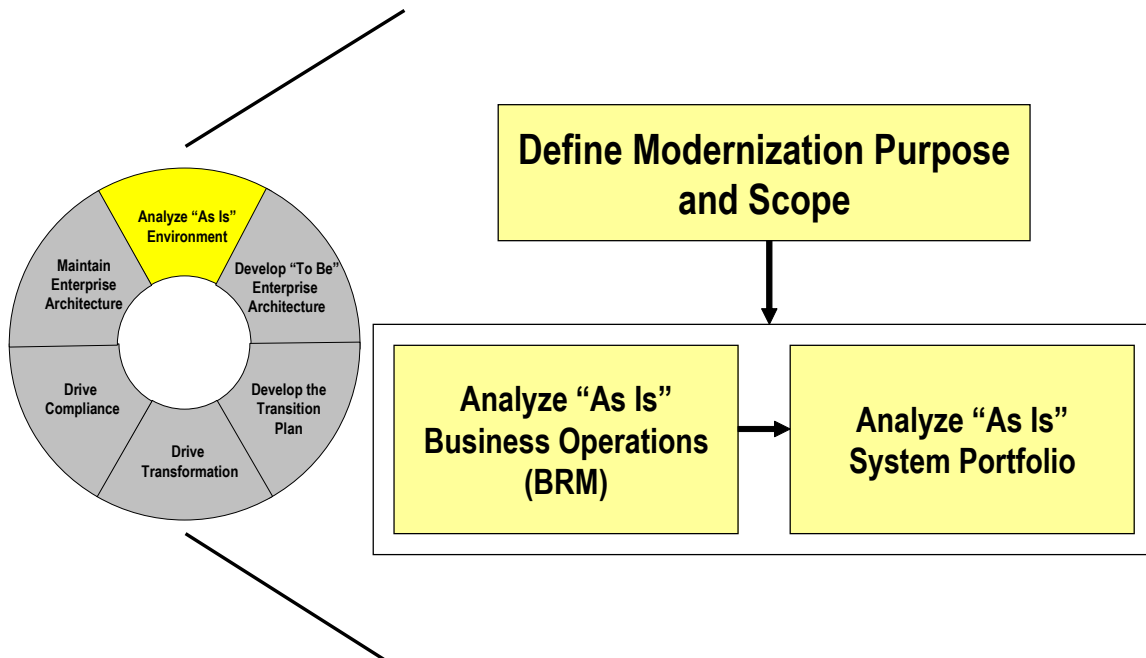 Analyze “As Is”
Environment
Develop “To Be”
Enterprise
Architecture
Develop the
Transition
Plan
Drive
Transformation
Drive
Compliance
Maintain
Enterprise
Architecture
Define Modernization Purpose
and Scope
Analyze “As Is”
Business Operations
(BRM)
Analyze “As Is”
System Portfolio